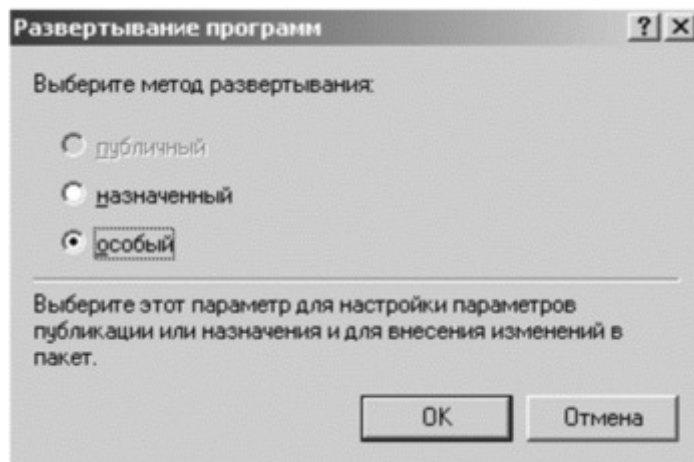 Развертывание программ
Выберите метод развертывания:
публичный
назначенный
особый
Выберите этот параметр для настройки параметров
публикации или назначения и для внесения изменений в
пакет.
OK
Отмена